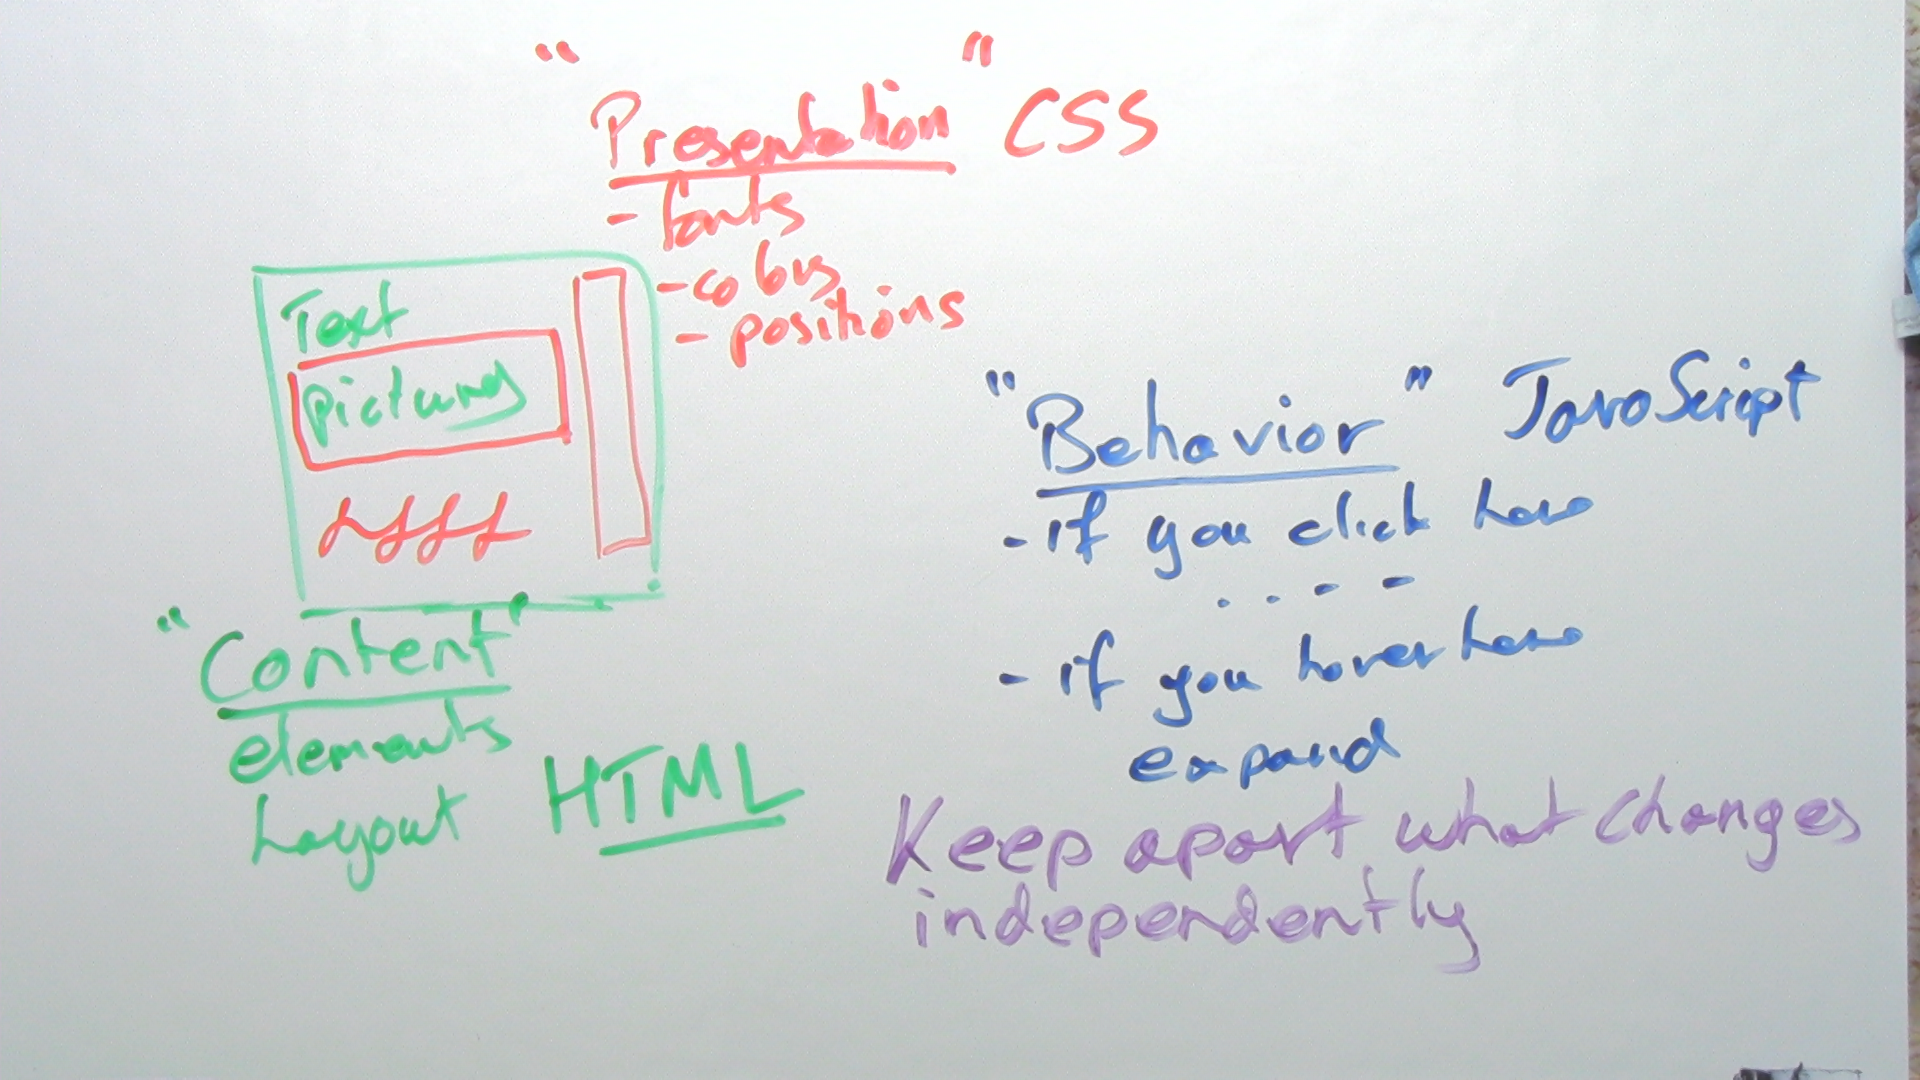 "Presentation" CSS
- fonts
- colors
- positions
Text
pictures
"Behavior" JavaScript
- if you click here
. . - -
- if you hover here
expand
"Content"
elements
Layout
HTML
Keep apart what changes
independently